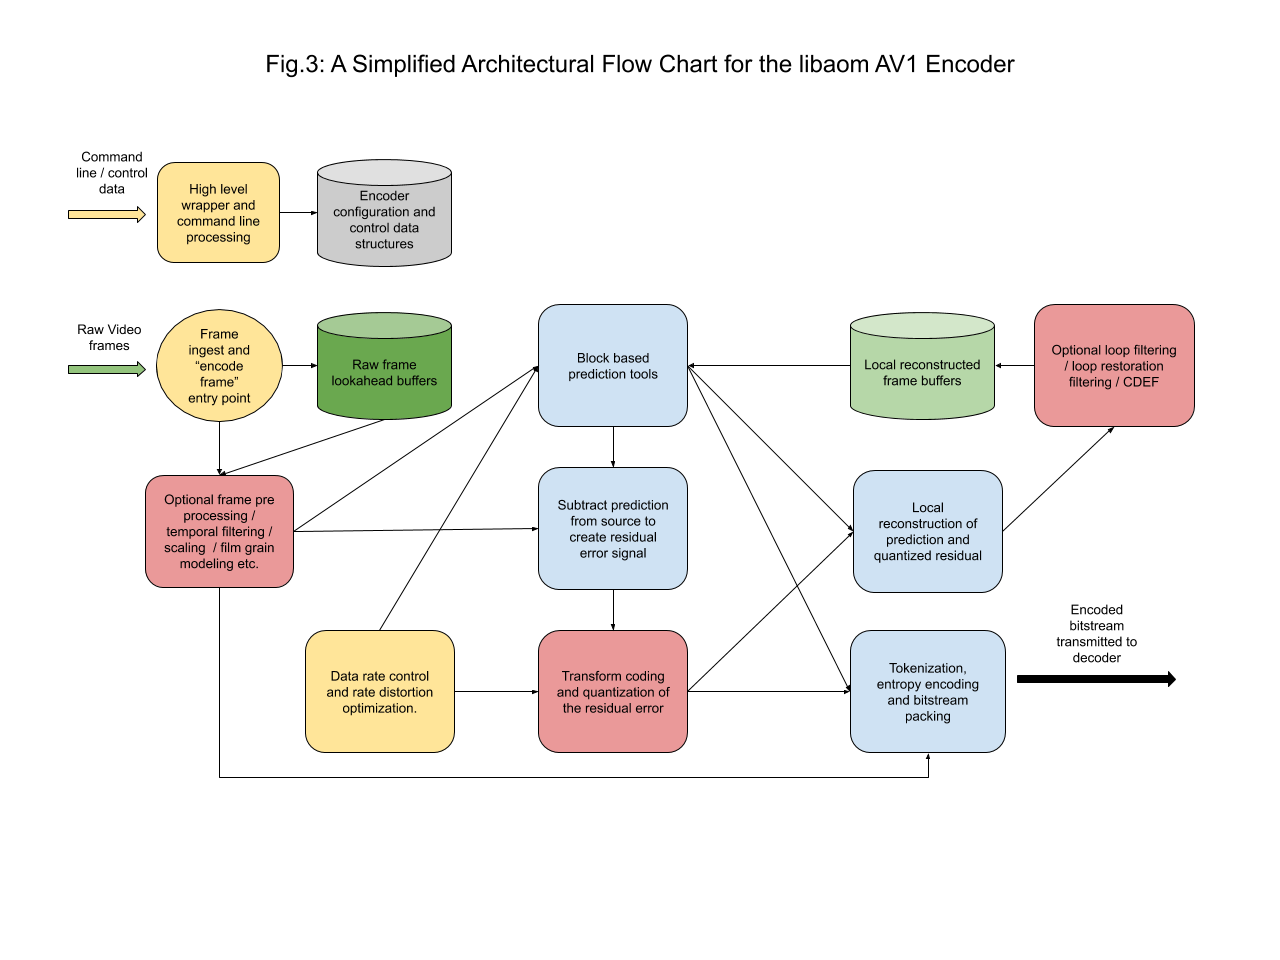 Fig.3: A Simplified Architectural Flow Chart for the libaom AV1 Encoder
Command
line / control
data
High level
wrapper and
command line
processing
Encoder
configuration and
control data
structures
Raw Video
frames
Frame
ingest and
“encode
frame”
entry point
Raw frame
lookahead buffers
Block based
prediction tools
Local reconstructed
frame buffers
Optional loop filtering
/ loop restoration
filtering / CDEF
Optional frame pre
processing /
temporal filtering /
scaling  / film grain
modeling etc.
Subtract prediction
from source to
create residual
error signal
Local
reconstruction of
prediction and
quantized residual
Data rate control
and rate distortion
optimization.
Transform coding
and quantization of
the residual error
Tokenization,
entropy encoding
and bitstream
packing
Encoded
bitstream
transmitted to
decoder